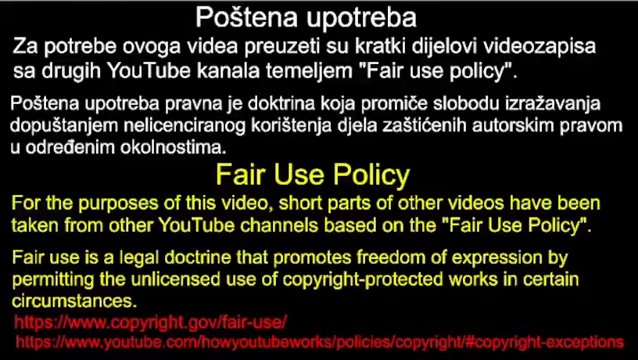 Poštena upotreba
Za potrebe ovoga videa preuzeti su kratki dijelovi videozapisa
sa drugih YouTube kanala temeljem "Fair use policy".
Poštena upotreba pravna je doktrina koja promiče slobodu izražavanja
dopuštanjem nelicenciranog korištenja djela zaštićenih autorskim pravom
u određenim okolnostima.
Fair Use Policy
For the purposes of this video, short parts of other videos have been
taken from other YouTube channels based on the "Fair Use Policy".
Fair use is a legal doctrine that promotes freedom of expression by
permitting the unlicensed use of copyright-protected works in certain
circumstances.
https://www.copyright.gov/fair-use/
https://www.youtube.com/howyoutubeworks/policies/copyright/#copyright-exceptions